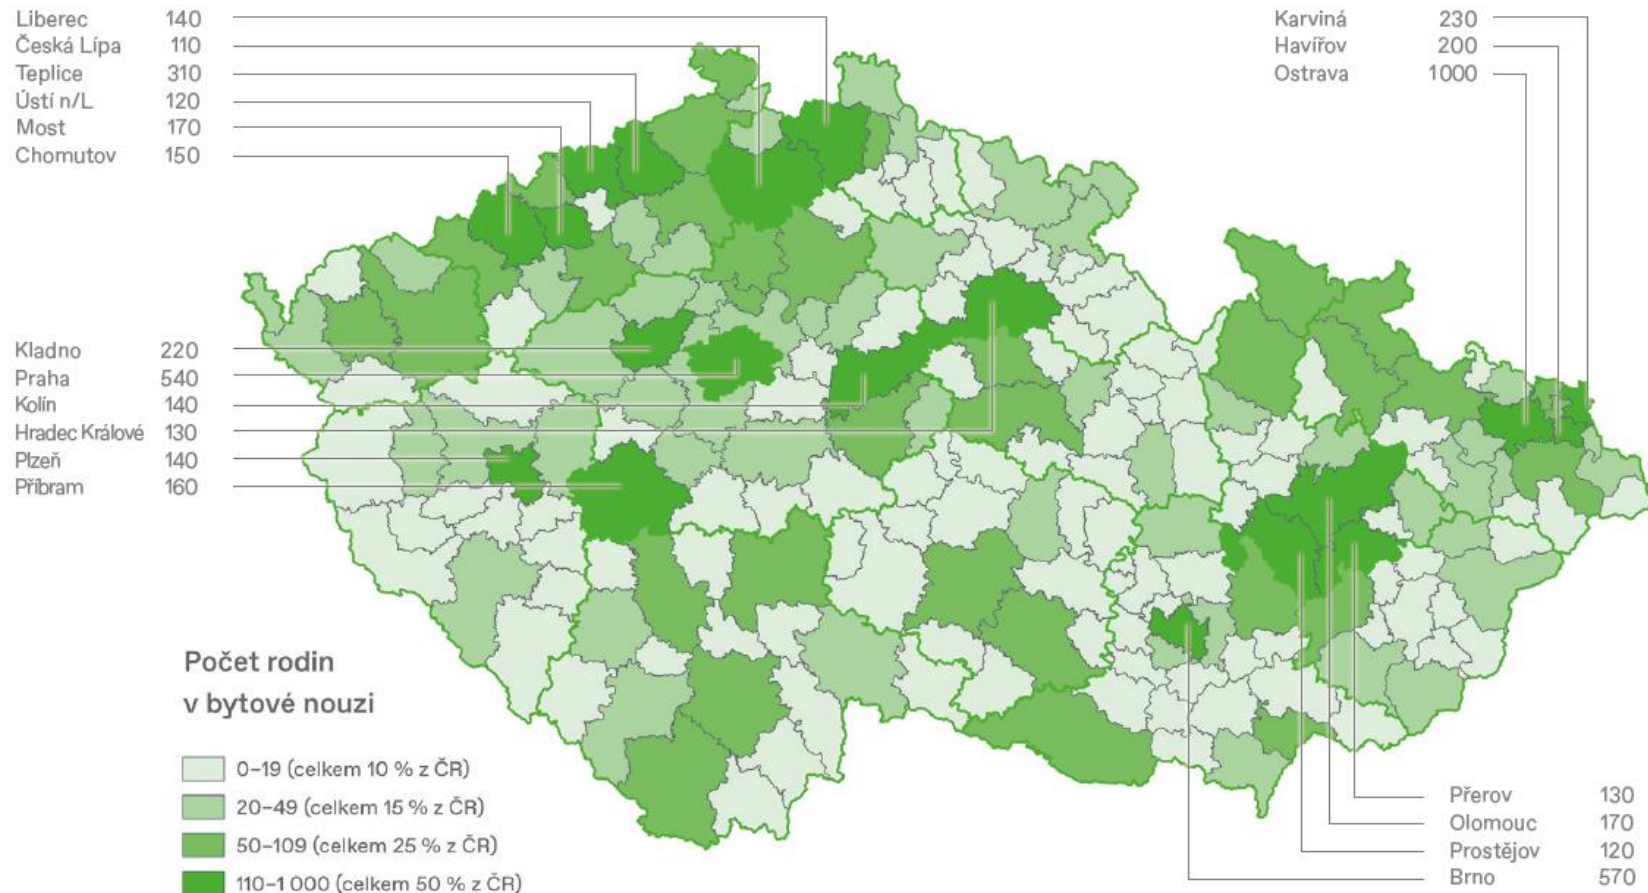 Liberec 140
Česká Lípa 110
Teplice 310
Ústí n/L 120
Most 170
Chomutov 150
Karviná 230
Havířov 200
Ostrava 1000
Kladno 220
Praha 540
Kolín 140
Hradec Králové 130
Plzeň 140
Příbram 160
Počet rodin
v bytové nouzi
0–19 (celkem 10 % z ČR)
20–49 (celkem 15 % z ČR)
50–109 (celkem 25 % z ČR)
110–1 000 (celkem 50 % z ČR)
Přerov 130
Olomouc 170
Prostějov 120
Brno 570